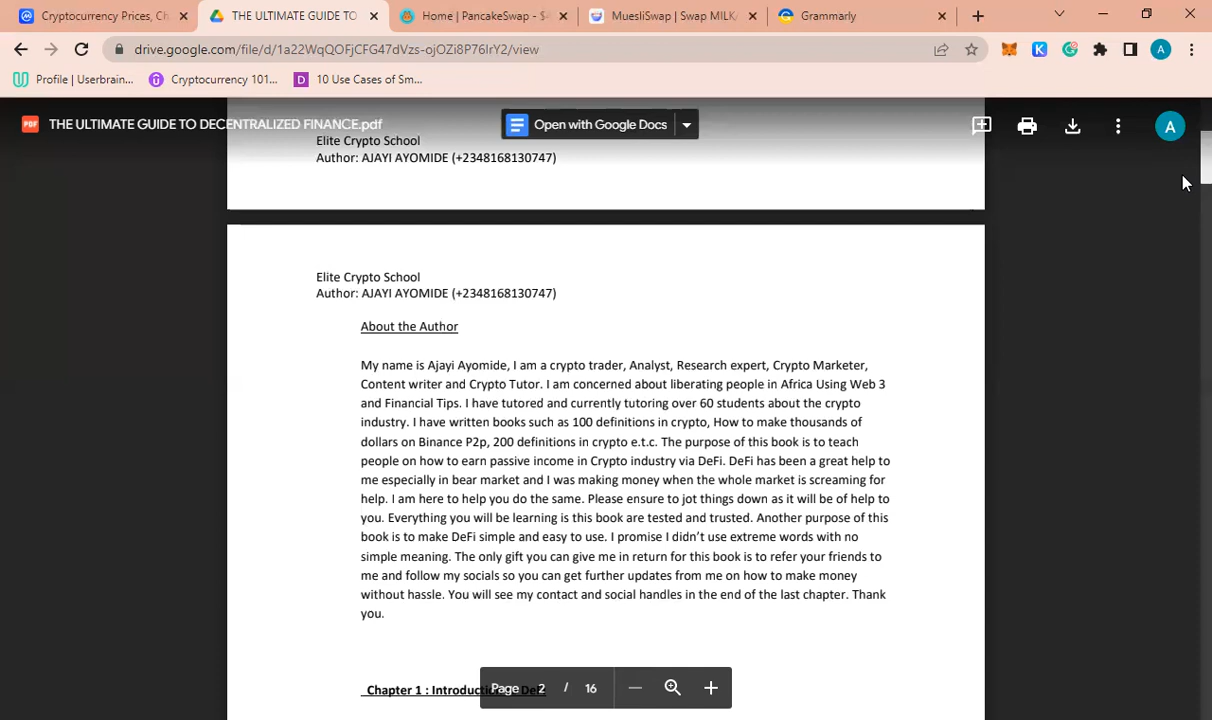 Cryptocurrency Prices, Ch
THE ULTIMATE GUIDE TO
Home | PancakeSwap - $4
MuesliSwap | Swap MILK/
Grammarly
drive.google.com/file/d/1a22WqQOFjCFG47dVzs-ojOZi8P76IrY2/view
Profile | Userbrain...
Cryptocurrency 101...
10 Use Cases of Sm...
A
THE ULTIMATE GUIDE TO DECENTRALIZED FINANCE.pdf
Open with Google Docs
A
Elite Crypto School
Author: AJAYI AYOMIDE (+2348168130747)
Elite Crypto School
Author: AJAYI AYOMIDE (+2348168130747)
About the Author
My name is Ajayi Ayomide, I am a crypto trader, Analyst, Research expert, Crypto Marketer,
Content writer and Crypto Tutor. I am concerned about liberating people in Africa Using Web 3
and Financial Tips. I have tutored and currently tutoring over 60 students about the crypto
industry. I have written books such as 100 definitions in crypto, How to make thousands of
dollars on Binance P2p, 200 definitions in crypto e.t.c. The purpose of this book is to teach
people on how to earn passive income in Crypto industry via DeFi. DeFi has been a great help to
me especially in bear market and I was making money when the whole market is screaming for
help. I am here to help you do the same. Please ensure to jot things down as it will be of help to
you. Everything you will be learning is this book are tested and trusted. Another purpose of this
book is to make DeFi simple and easy to use. I promise I didn't use extreme words with no
simple meaning. The only gift you can give me in return for this book is to refer your friends to
me and follow my socials so you can get further updates from me on how to make money
without hassle. You will see my contact and social handles in the end of the last chapter. Thank
you.
Chapter 1 : Introduc
Page 2 / 16